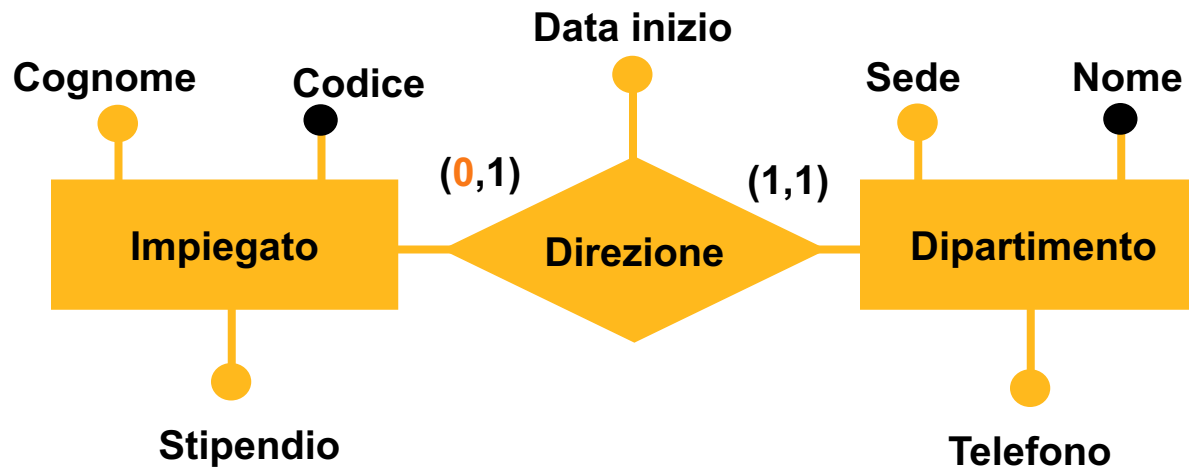 Data inizio
Cognome
Codice
Sede
Nome
(0,1)
(1,1)
Impiegato
Direzione
Dipartimento
Stipendio
Telefono